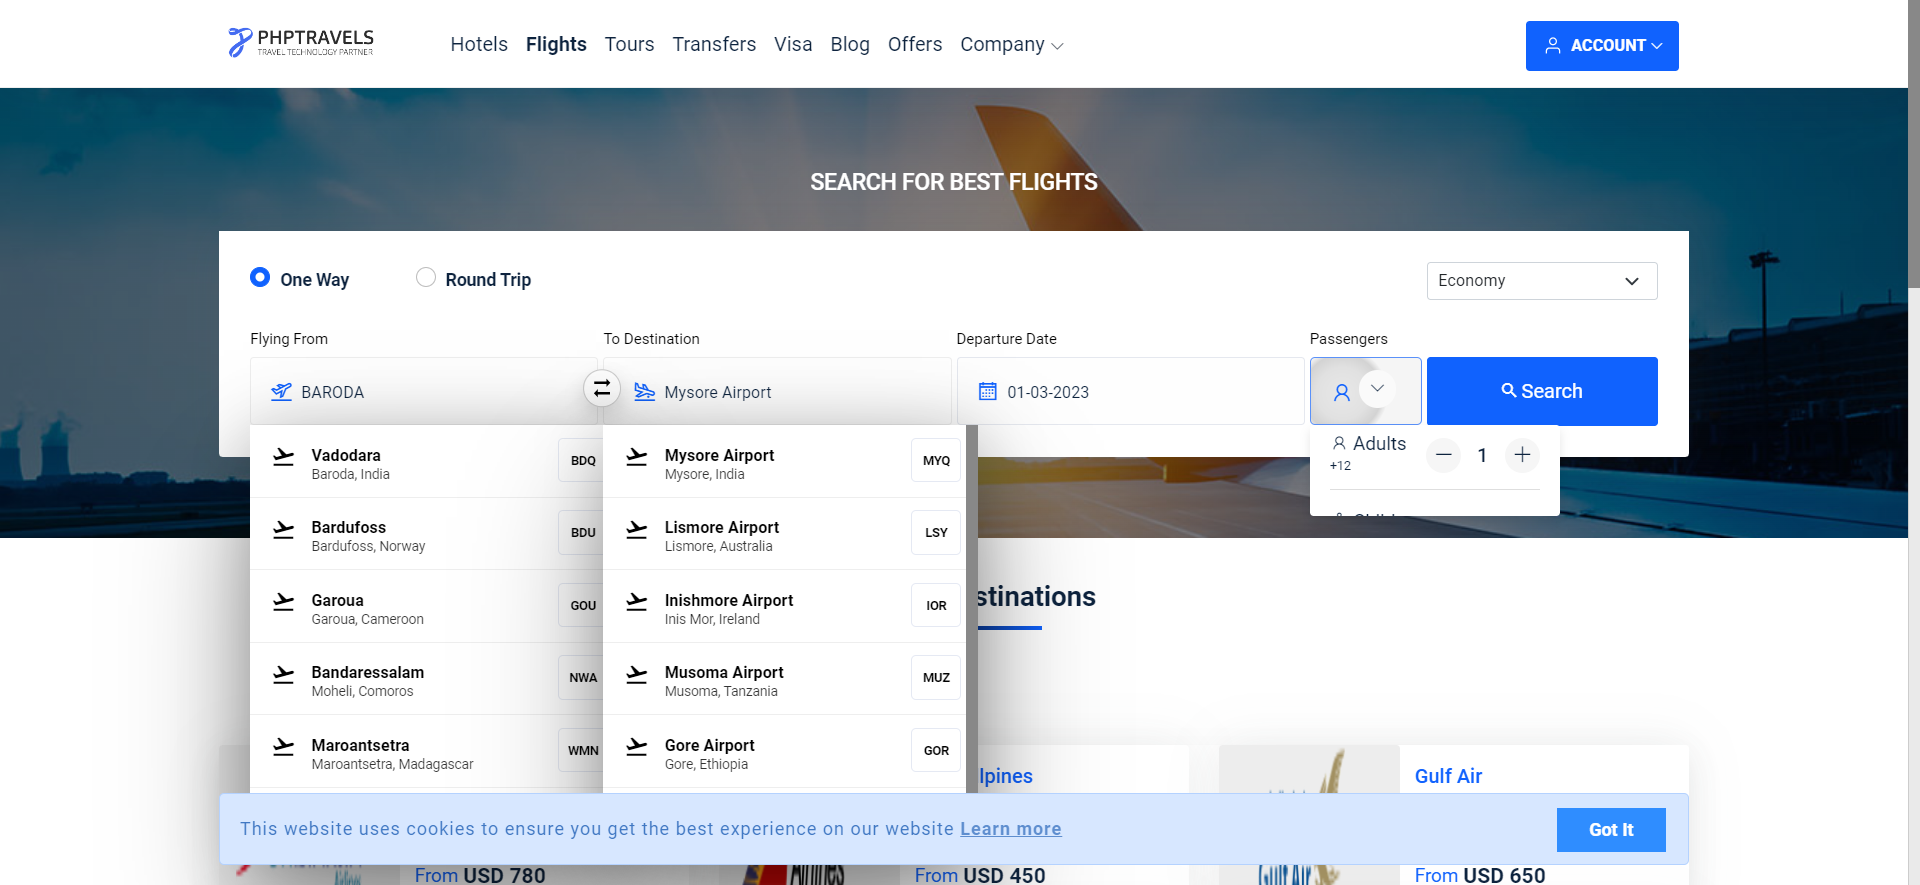 PHPTRAVELS
TRAVEL TECHNOLOGY PARTNER
Hotels Flights Tours Transfers Visa Blog Offers Company
ACCOUNT
SEARCH FOR BEST FLIGHTS
One Way Round Trip
Economy
Flying From To Destination Departure Date Passengers
BARODA Mysore Airport 01-03-2023 Search
Vadodara
Baroda, India
BDQ
Mysore Airport
Mysore, India
MYQ
Adults
+12
1
Bardufoss
Bardufoss, Norway
BDU
Lismore Airport
Lismore, Australia
LSY
Garoua
Garoua, Cameroon
GOU
Inishmore Airport
Inis Mor, Ireland
IOR
stinations
Bandaressalam
Moheli, Comoros
NWA
Musoma Airport
Musoma, Tanzania
MUZ
Maroantsetra
Maroantsetra, Madagascar
WMN
Gore Airport
Gore, Ethiopia
GOR
lpines
Gulf Air
This website uses cookies to ensure you get the best experience on our website Learn more
Got It
From USD 780
From USD 450
From USD 650